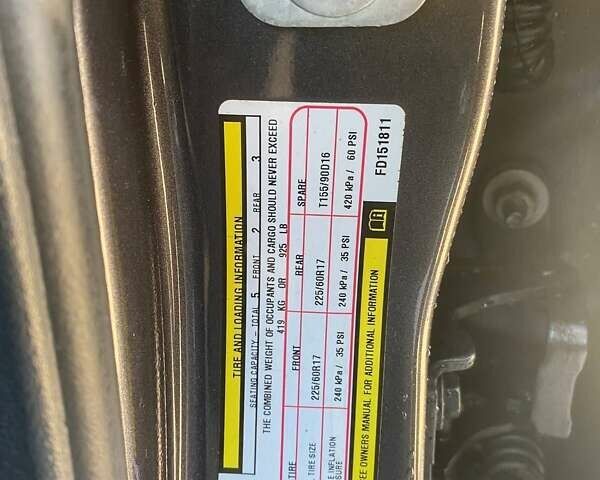 TIRE AND LOADING INFORMATION
SEATING CAPACITY - TOTAL 5 FRONT 2 REAR 3
THE COMBINED WEIGHT OF OCCUPANTS AND CARGO SHOULD NEVER EXCEED
419 KG OR 925 LB
TIRE FRONT REAR SPARE
TIRE SIZE 225/60R17 225/60R17 T155/90D16
INFLATION 240 kPa / 35 PSI 240 kPa / 35 PSI 420 kPa / 60 PSI
OWNERS MANUAL FOR ADDITIONAL INFORMATION
FD151811